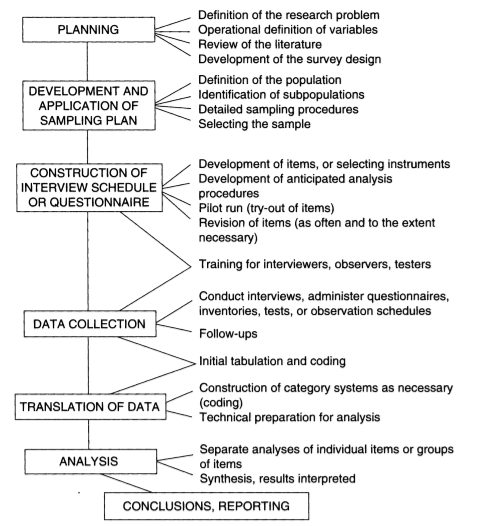 PLANNING
Definition of the research problem
Operational definition of variables
Review of the literature
Development of the survey design
DEVELOPMENT AND
APPLICATION OF
SAMPLING PLAN
Definition of the population
Identification of subpopulations
Detailed sampling procedures
Selecting the sample
CONSTRUCTION OF
INTERVIEW SCHEDULE
OR QUESTIONNAIRE
Development of items, or selecting instruments
Development of anticipated analysis
procedures
Pilot run (try-out of items)
Revision of items (as often and to the extent
necessary)
Training for interviewers, observers, testers
DATA COLLECTION
Conduct interviews, administer questionnaires,
inventories, tests, or observation schedules
Follow-ups
Initial tabulation and coding
TRANSLATION OF DATA
Construction of category systems as necessary
(coding)
Technical preparation for analysis
ANALYSIS
Separate analyses of individual items or groups
of items
Synthesis, results interpreted
CONCLUSIONS, REPORTING